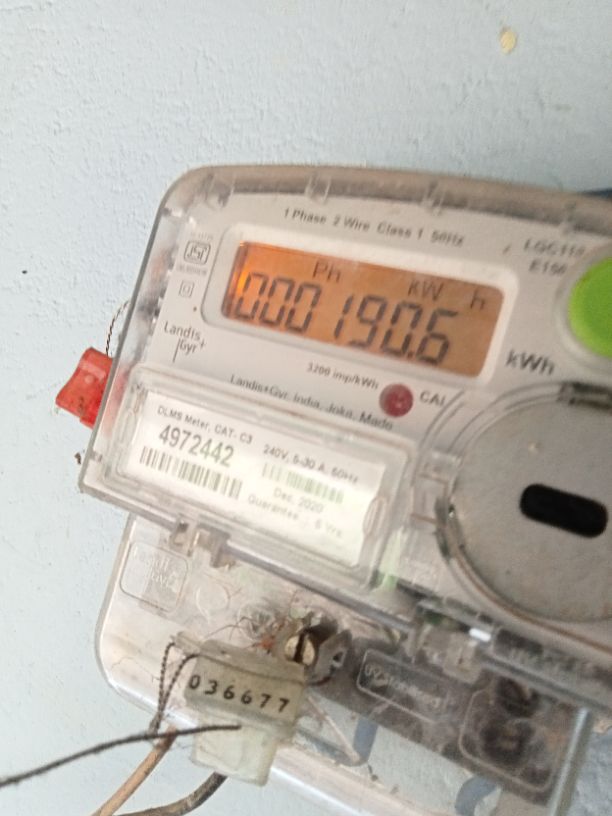 1 Phase 2 Wire Class 1 50Hz
Ph kW h
000190.6
kWh
Landis+
Gyr
3200 imp/kWh
CAL
Landis+Gyr, India, Joka, Made
DLMS Meter, CAT. C3
4972442
240V, 5-30 A, 50Hz
Dec. 2020
Guarantee 5 Yrs.
036677